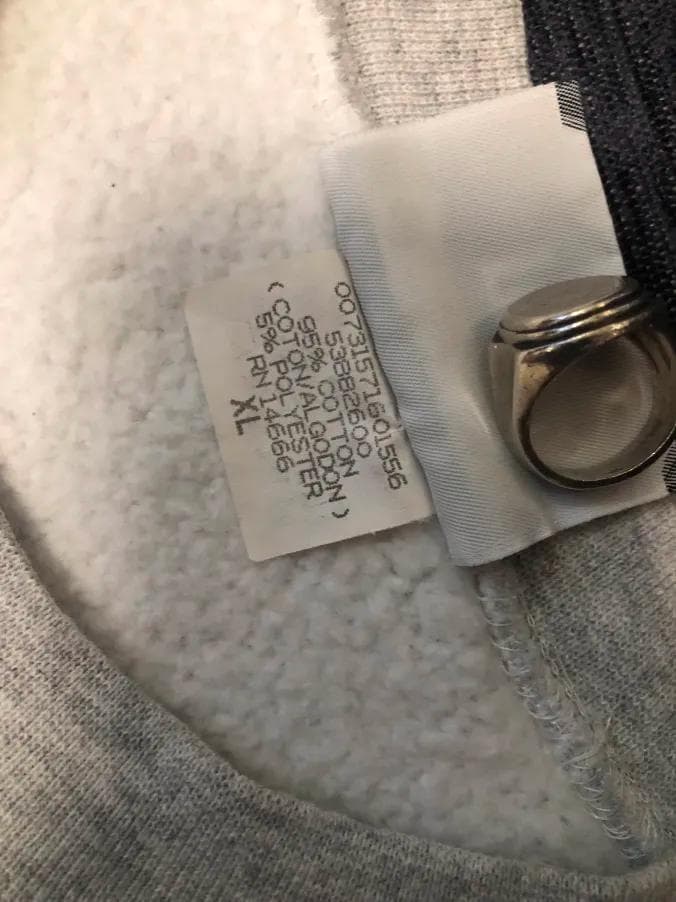 00731571601556
53882600
95% COTTON
( COTON/ALGODON )
5% POLYESTER
RN 14666
XL